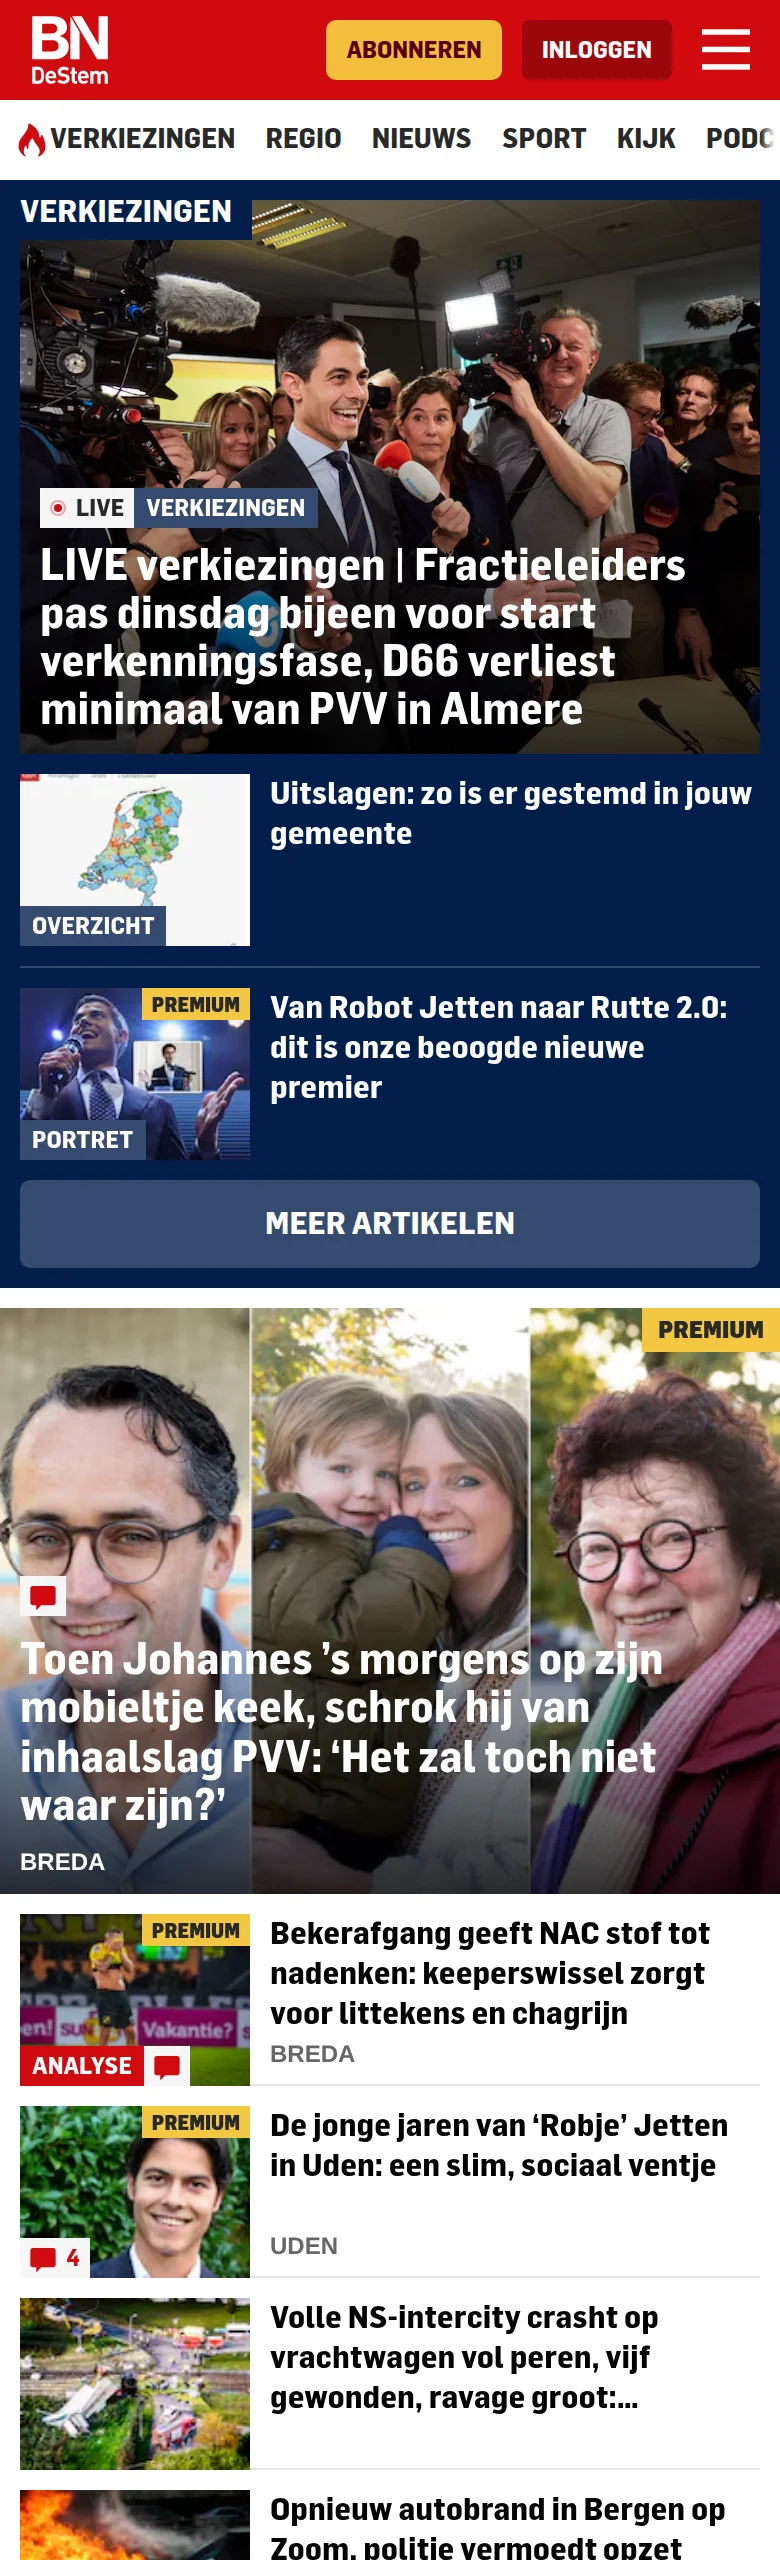 BN
DeStem
ABONNEREN
INLOGGEN
VERKIEZINGEN REGIO NIEUWS SPORT KIJK PODC
VERKIEZINGEN
LIVE VERKIEZINGEN
LIVE verkiezingen | Fractieleiders
pas dinsdag bijeen voor start
verkenningsfase, D66 verliest
minimaal van PVV in Almere
Uitslagen: zo is er gestemd in jouw
gemeente
OVERZICHT
PREMIUM
Van Robot Jetten naar Rutte 2.0:
dit is onze beoogde nieuwe
premier
PORTRET
MEER ARTIKELEN
PREMIUM
Toen Johannes ’s morgens op zijn
mobieltje keek, schrok hij van
inhaalslag PVV: ‘Het zal toch niet
waar zijn?’
BREDA
PREMIUM
en! Vakantie?
ANALYSE
Bekerafgang geeft NAC stof tot
nadenken: keeperswissel zorgt
voor littekens en chagrijn
BREDA
PREMIUM
4
De jonge jaren van ‘Robje’ Jetten
in Uden: een slim, sociaal ventje
UDEN
Volle NS-intercity crasht op
vrachtwagen vol peren, vijf
gewonden, ravage groot:...
Opnieuw autobrand in Bergen op
Zoom, politie vermoedt opzet